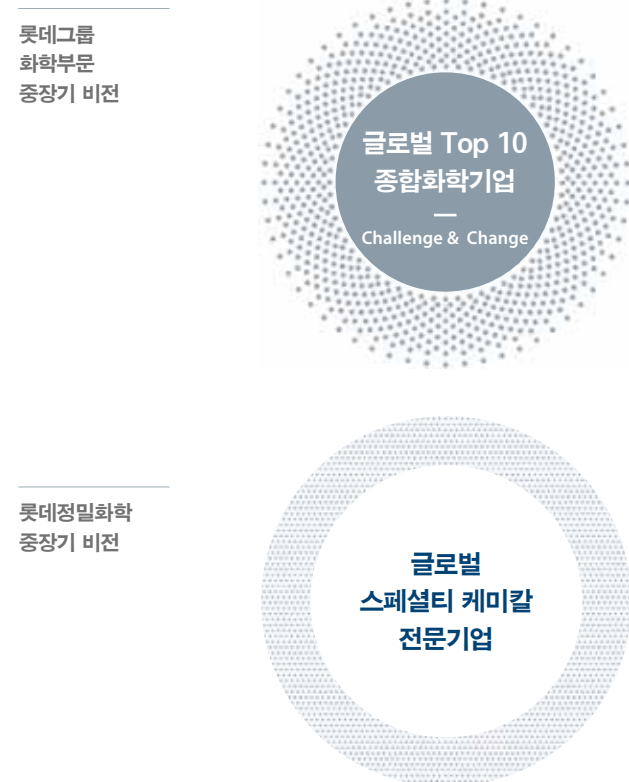 롯데그룹
화학부문
중장기 비전
글로벌 Top 10
종합화학기업
Challenge & Change
롯데정밀화학
중장기 비전
글로벌
스페셜티 케미칼
전문기업